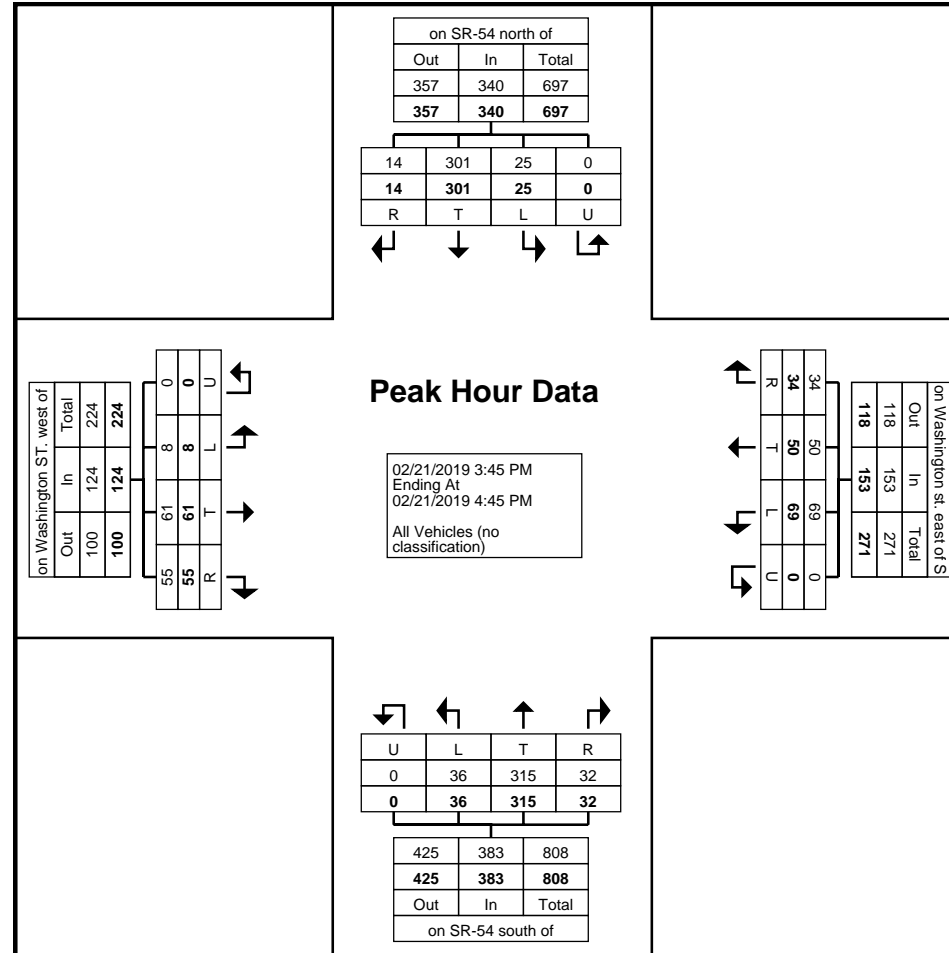 on SR-54 north of
Out In Total
357 340 697
357 340 697
14 301 25 0
14 301 25 0
R T L U
Peak Hour Data
02/21/2019 3:45 PM
Ending At
02/21/2019 4:45 PM
All Vehicles (no
classification)
on Washington ST. west of
Total In Out
224 124 100
224 124 100
0 8 61 55
0 8 61 55
U L T R
on Washington st. east of S
Out In Total
118 153 271
118 153 271
34 50 69 0
34 50 69 0
R T L U
U L T R
0 36 315 32
0 36 315 32
425 383 808
425 383 808
Out In Total
on SR-54 south of